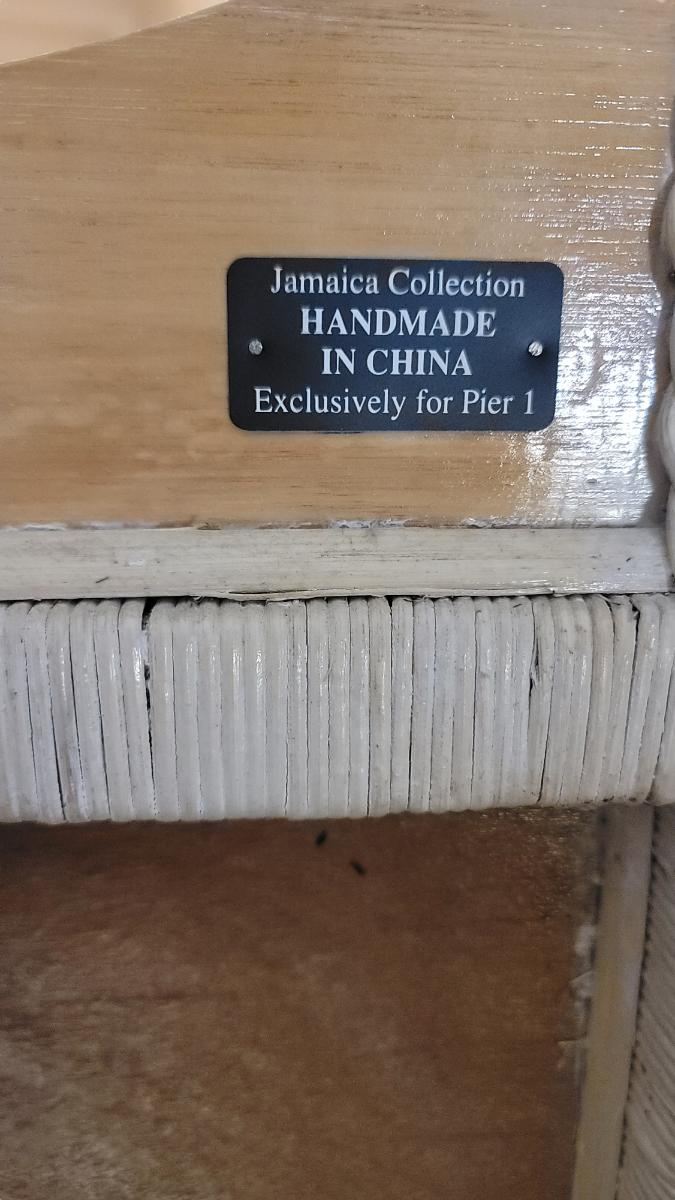 Jamaica Collection
HANDMADE
IN CHINA
Exclusively for Pier 1